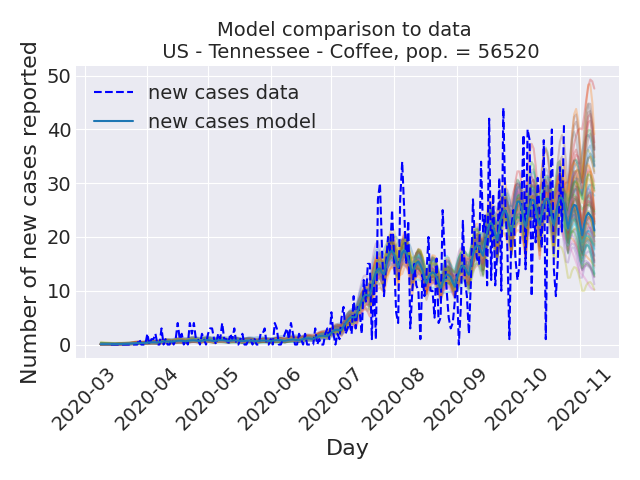 Model comparison to data
US - Tennessee - Coffee, pop. = 56520
Number of new cases reported
50
40
30
20
10
0
new cases data
new cases model
2020-03
2020-04
2020-05
2020-06
2020-07
2020-08
2020-09
2020-10
2020-11
Day